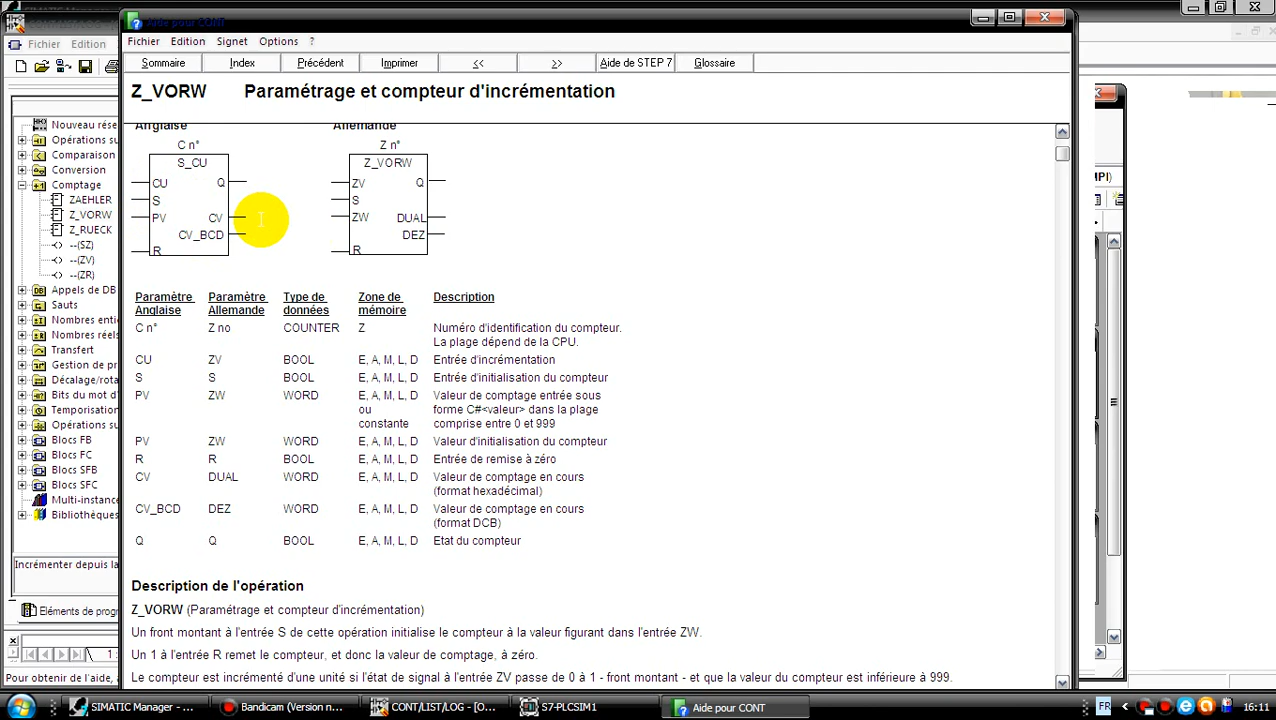 Aide pour CONT
Fichier Edition
Fichier Edition Signet Options ?
Sommaire Index Précédent Imprimer << >> Aide de STEP 7 Glossaire
Z_VORW Paramétrage et compteur d'incrémentation
Anglaise Allemande
C n° Z n°
S_CU Z_VORW
CU Q ZV Q
S S
PV CV ZW DUAL
CV_BCD DEZ
R R
Paramètre Anglaise Paramètre Allemande Type de données Zone de mémoire Description
C n° Z no COUNTER Z Numéro d'identification du compteur.
La plage dépend de la CPU.
CU ZV BOOL E, A, M, L, D Entrée d'incrémentation
S S BOOL E, A, M, L, D Entrée d'initialisation du compteur
PV ZW WORD E, A, M, L, D Valeur de comptage entrée sous
ou forme C#<valeur> dans la plage
constante comprise entre 0 et 999
PV ZW WORD E, A, M, L, D Valeur d'initialisation du compteur
R R BOOL E, A, M, L, D Entrée de remise à zéro
CV DUAL WORD E, A, M, L, D Valeur de comptage en cours
(format hexadécimal)
CV_BCD DEZ WORD E, A, M, L, D Valeur de comptage en cours
(format DCB)
Q Q BOOL E, A, M, L, D Etat du compteur
Description de l'opération
Z_VORW (Paramétrage et compteur d'incrémentation)
Un front montant à l'entrée S de cette opération initialise le compteur à la valeur figurant dans l'entrée ZW.
Un 1 à l'entrée R remet le compteur, et donc la valeur de comptage, à zéro.
Le compteur est incrémenté d'une unité si l'état de signal à l'entrée ZV passe de 0 à 1 - front montant - et que la valeur du compteur est inférieure à 999.
Nouveau rése
Opérations su
Comparaison
Conversion
Comptage
ZAEHLER
Z_VORW
Z_RUECK
--(SZ)
--(ZV)
--(ZR)
Appels de DB
Sauts
Nombres enti
Nombres réels
Transfert
Gestion de pr
Décalage/rota
Bits du mot d'
Temporisation
Opérations su
Blocs FB
Blocs FC
Blocs SFB
Blocs SFC
Multi-instance
Bibliothèques
Incrémenter depuis la
Eléments de prog
1 :
Pour obtenir de l'aide, a
MPI)
SIMATIC Manager - ... Bandicam (Version n... CONT/LIST/LOG - [O... S7-PLCSIM1 Aide pour CONT FR 16:11